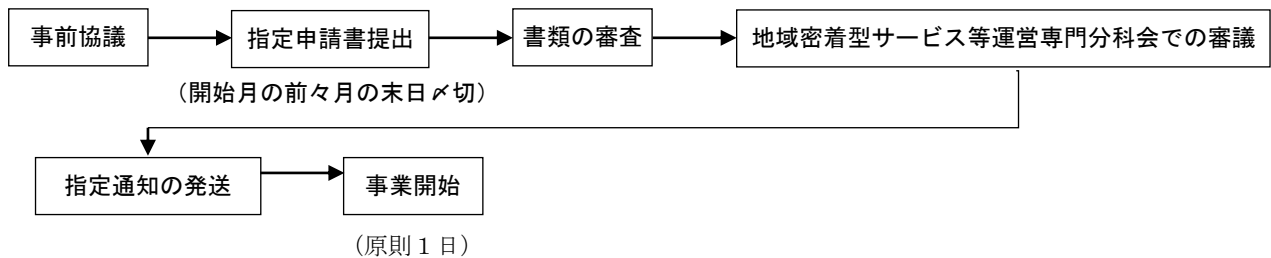 事前協議
指定申請書提出
書類の審査
地域密着型サービス等運営専門分科会での審議
（開始月の前々月の末日〆切）
指定通知の発送
事業開始
（原則１日）